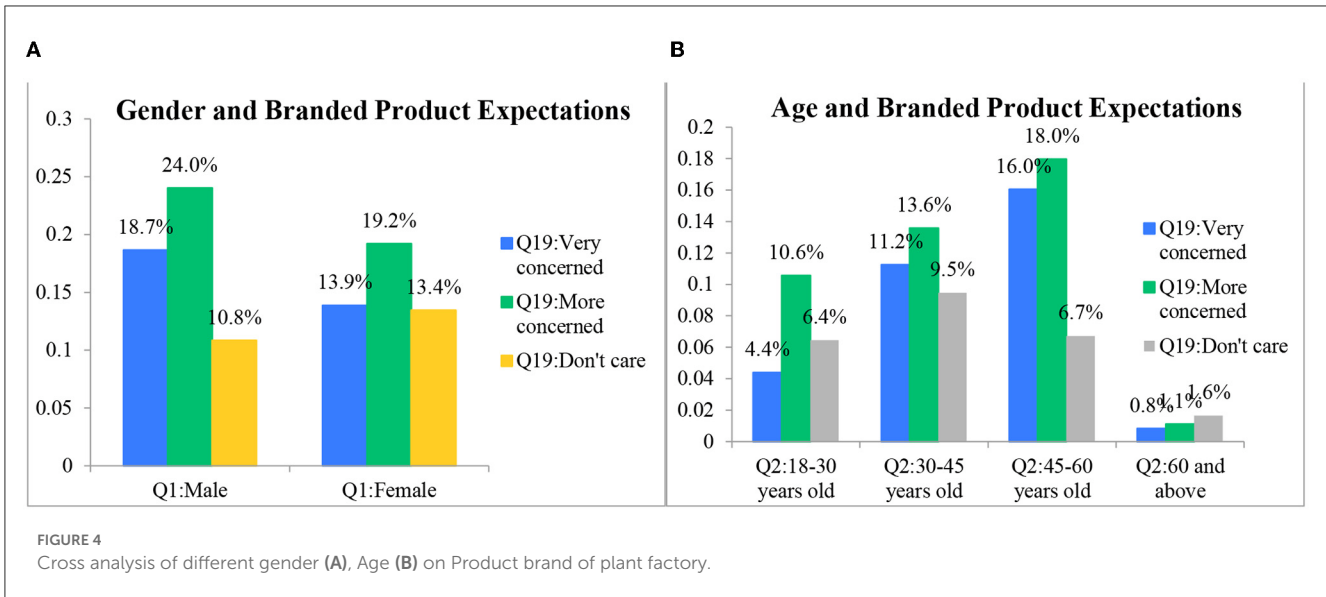 A
Gender and Branded Product Expectations
0.3
0.25
0.2
0.15
0.1
0.05
0
18.7%
24.0%
10.8%
13.9%
19.2%
13.4%
Q1:Male
Q1:Female
Q19:Very
concerned
Q19:More
concerned
Q19:Don't care
B
Age and Branded Product Expectations
0.2
0.18
0.16
0.14
0.12
0.1
0.08
0.06
0.04
0.02
0
4.4%
10.6%
6.4%
11.2%
13.6%
9.5%
16.0%
18.0%
6.7%
0.8%
1.1%
1.6%
Q2:18-30
years old
Q2:30-45
years old
Q2:45-60
years old
Q2:60 and
above
Q19:Very
concerned
Q19:More
concerned
Q19:Don't care
FIGURE 4
Cross analysis of different gender (A), Age (B) on Product brand of plant factory.